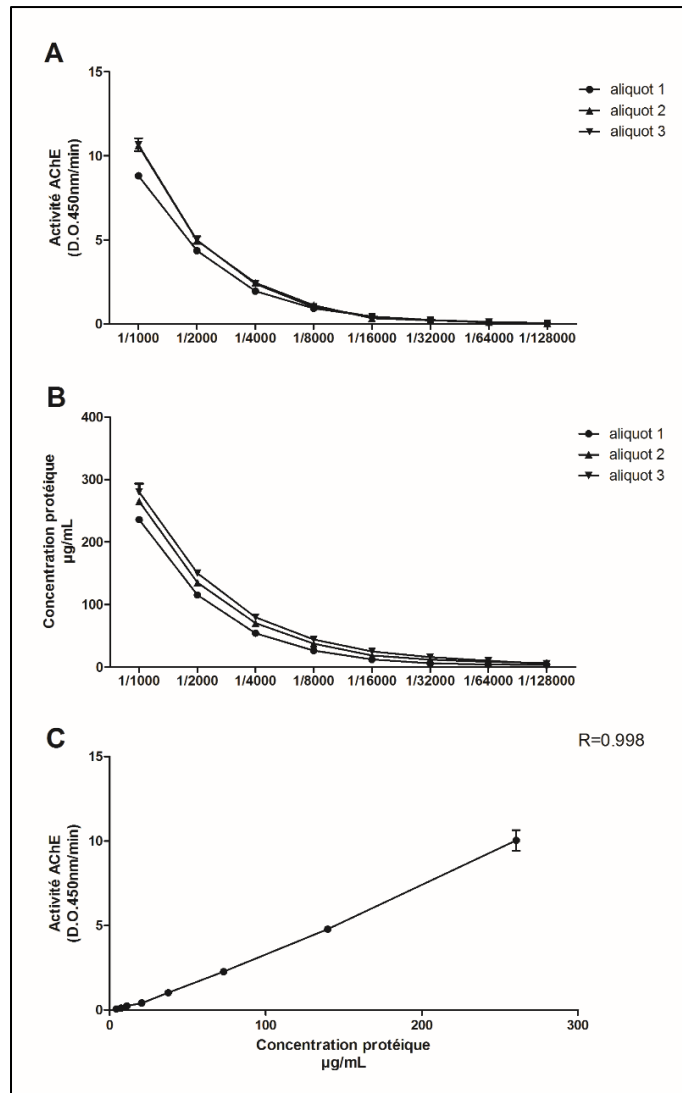 A
15
10
5
0
Activité AChE
(D.O.450nm/min)
1/1000 1/2000 1/4000 1/8000 1/16000 1/32000 1/64000 1/128000
aliquot 1
aliquot 2
aliquot 3
B
400
300
200
100
0
Concentration protéique
µg/mL
1/1000 1/2000 1/4000 1/8000 1/16000 1/32000 1/64000 1/128000
aliquot 1
aliquot 2
aliquot 3
C
R=0.998
15
10
5
0
Activité AChE
(D.O.450nm/min)
0 100 200 300
Concentration protéique
µg/mL